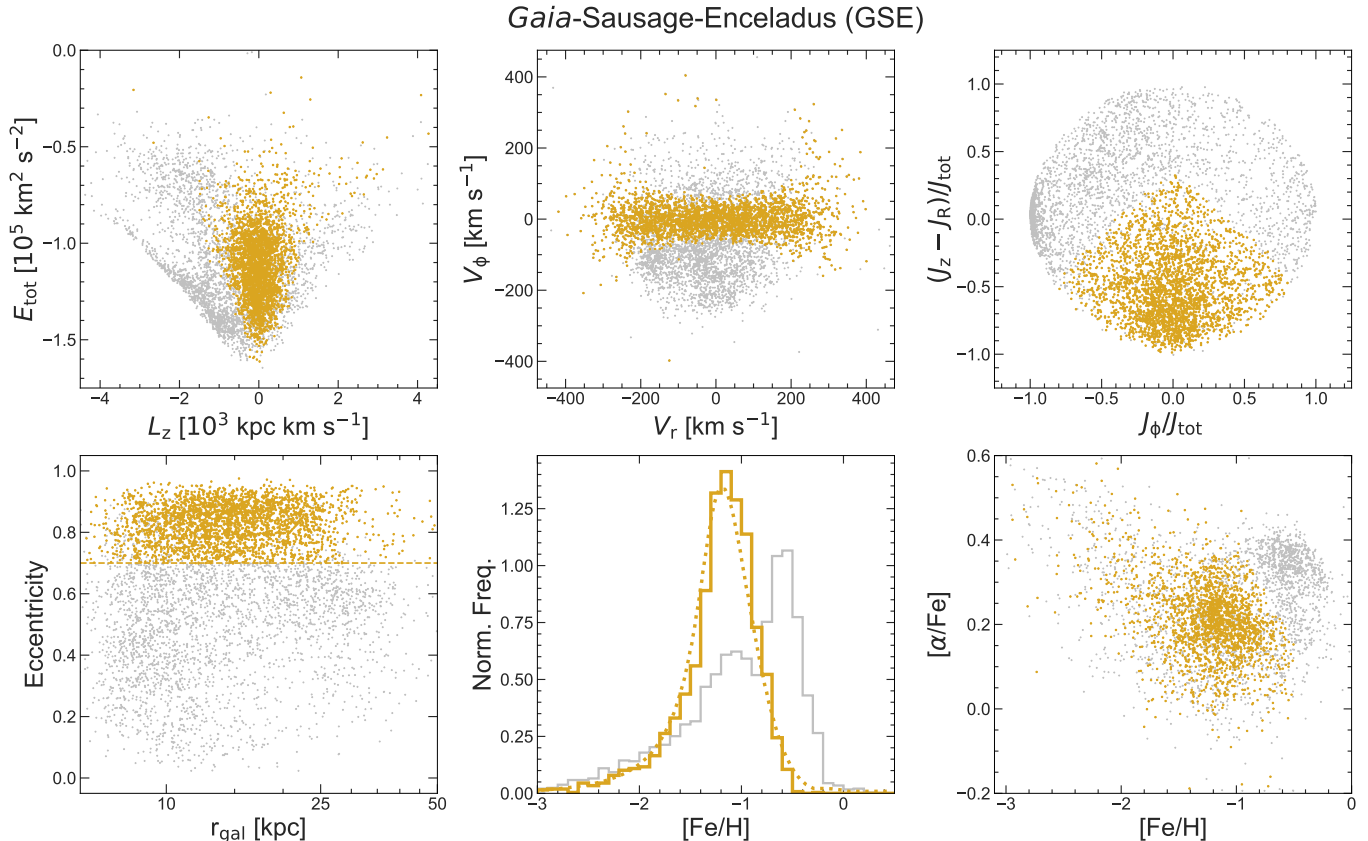 Gaia-Sausage-Enceladus (GSE)
E_tot [10^5 km^2 s^−2]
0.0
−0.5
−1.0
−1.5
−4 −2 0 2 4
L_z [10^3 kpc km s^−1]
V_ϕ [km s^−1]
400
200
0
−200
−400
−400 −200 0 200 400
V_r [km s^−1]
(J_z − J_R)/J_tot
1.0
0.5
0.0
−0.5
−1.0
−1.0 −0.5 0.0 0.5 1.0
J_ϕ/J_tot
Eccentricity
1.0
0.8
0.6
0.4
0.2
0.0
10 25 50
r_gal [kpc]
Norm. Freq.
1.25
1.00
0.75
0.50
0.25
0.00
−3 −2 −1 0
[Fe/H]
[α/Fe]
0.6
0.4
0.2
0.0
−0.2
−3 −2 −1 0
[Fe/H]